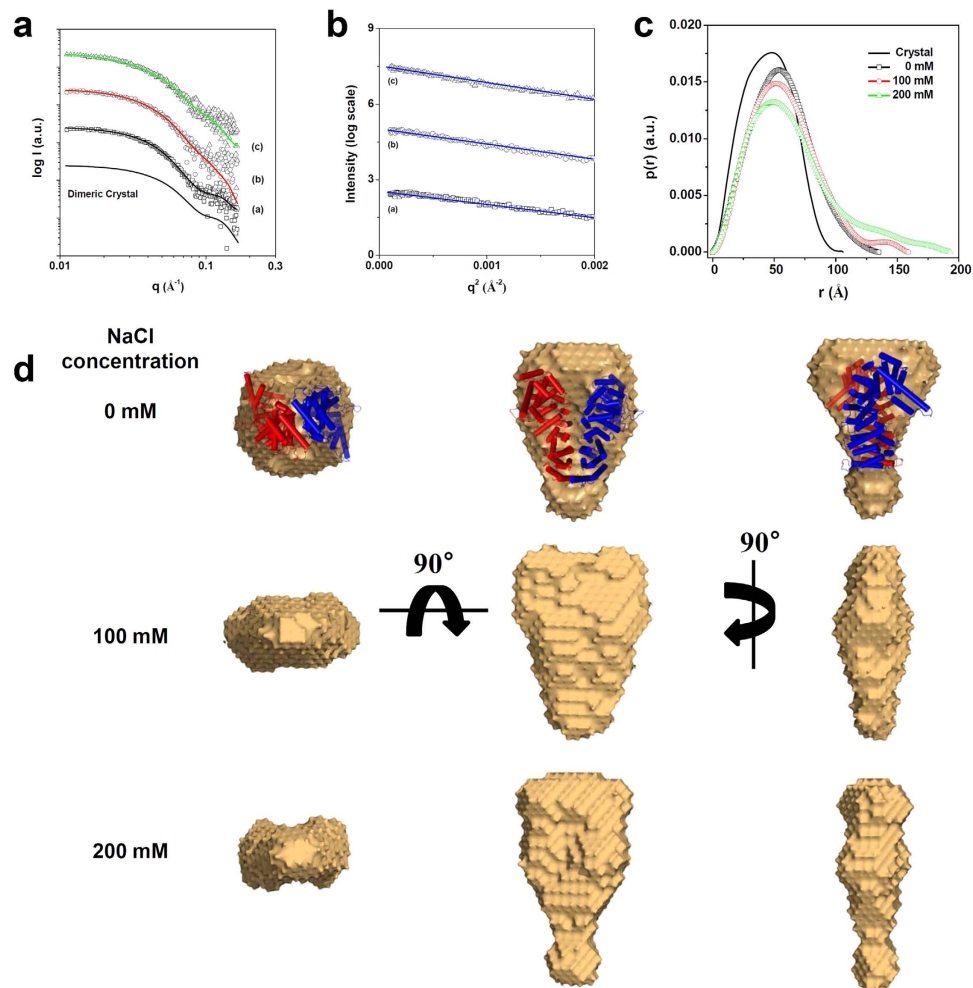 a
log I (a.u.)
Dimeric Crystal
(c)
(b)
(a)
0.01
0.1
0.3
q (Å⁻¹)
b
Intensity (log scale)
9
6
3
0
(c)
(b)
(a)
0.000
0.001
0.002
q² (Å⁻²)
c
p(r) (a.u.)
0.020
0.015
0.010
0.005
0.000
Crystal
0 mM
100 mM
200 mM
0
50
100
150
200
r (Å)
d
NaCl
concentration
0 mM
90°
90°
100 mM
200 mM